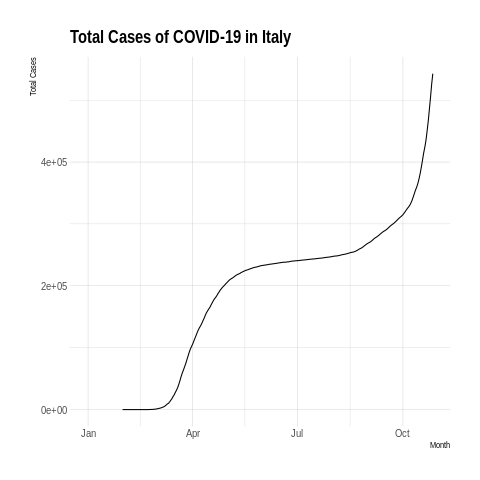 Total Cases of COVID-19 in Italy
Total Cases
4e+05
2e+05
0e+00
Jan Apr Jul Oct
Month